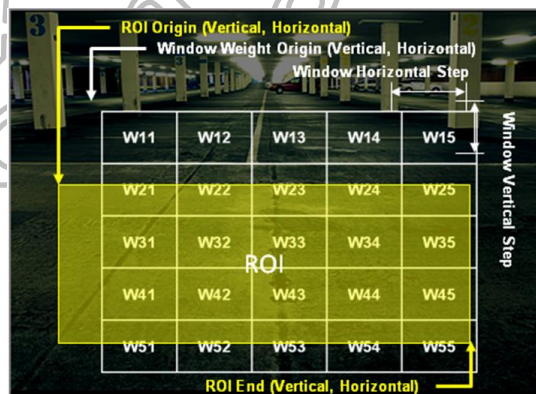 3
ROI Origin (Vertical, Horizontal)
Window Weight Origin (Vertical, Horizontal)
Window Horizontal Step
3
W11 W12 W13 W14 W15
Window Vertical Step
W21 W22 W23 W24 W25
W31 W32 W33 W34 W35
ROI
W41 W42 W43 W44 W45
W51 W52 W53 W54 W55
ROI End (Vertical, Horizontal)